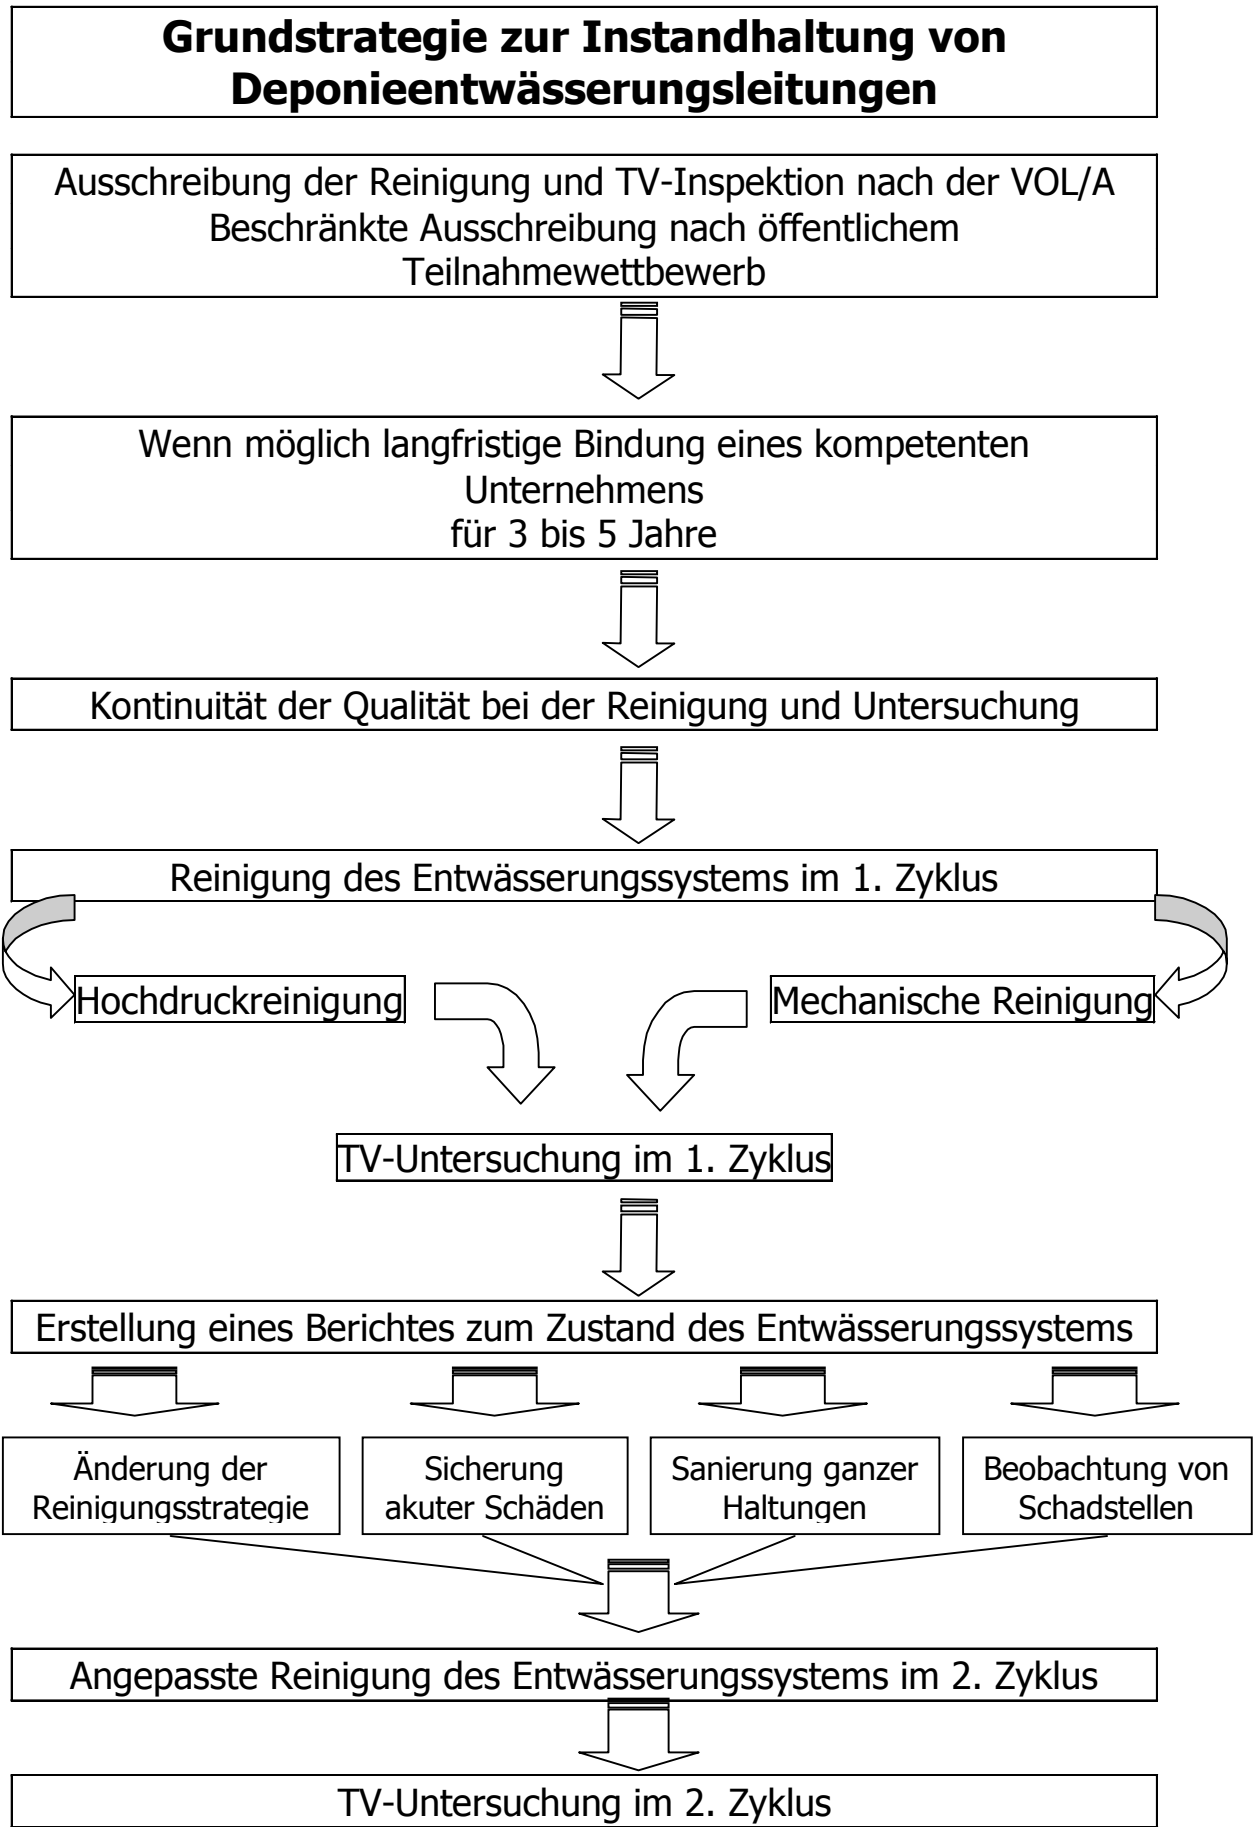 Grundstrategie zur Instandhaltung von
Deponieentwässerungsleitungen
Ausschreibung der Reinigung und TV-Inspektion nach der VOL/A
Beschränkte Ausschreibung nach öffentlichem
Teilnahmewettbewerb
Wenn möglich langfristige Bindung eines kompetenten
Unternehmens
für 3 bis 5 Jahre
Kontinuität der Qualität bei der Reinigung und Untersuchung
Reinigung des Entwässerungssystems im 1. Zyklus
Hochdruckreinigung
Mechanische Reinigung
TV-Untersuchung im 1. Zyklus
Erstellung eines Berichtes zum Zustand des Entwässerungssystems
Änderung der
Reinigungsstrategie
Sicherung
akuter Schäden
Sanierung ganzer
Haltungen
Beobachtung von
Schadstellen
Angepasste Reinigung des Entwässerungssystems im 2. Zyklus
TV-Untersuchung im 2. Zyklus